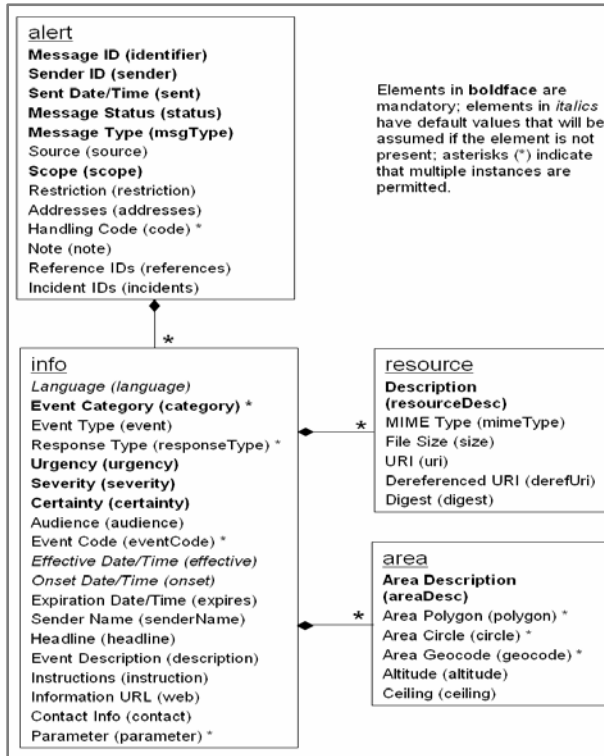 alert
Message ID (identifier)
Sender ID (sender)
Sent Date/Time (sent)
Message Status (status)
Message Type (msgType)
Source (source)
Scope (scope)
Restriction (restriction)
Addresses (addresses)
Handling Code (code) *
Note (note)
Reference IDs (references)
Incident IDs (incidents)
Elements in boldface are
mandatory; elements in italics
have default values that will be
assumed if the element is not
present; asterisks (*) indicate
that multiple instances are
permitted.
*
info
Language (language)
Event Category (category) *
Event Type (event)
Response Type (responseType) *
Urgency (urgency)
Severity (severity)
Certainty (certainty)
Audience (audience)
Event Code (eventCode) *
Effective Date/Time (effective)
Onset Date/Time (onset)
Expiration Date/Time (expires)
Sender Name (senderName)
Headline (headline)
Event Description (description)
Instructions (instruction)
Information URL (web)
Contact Info (contact)
Parameter (parameter) *
*
resource
Description
(resourceDesc)
MIME Type (mimeType)
File Size (size)
URI (uri)
Dereferenced URI (derefUri)
Digest (digest)
*
area
Area Description
(areaDesc)
Area Polygon (polygon) *
Area Circle (circle) *
Area Geocode (geocode) *
Altitude (altitude)
Ceiling (ceiling)